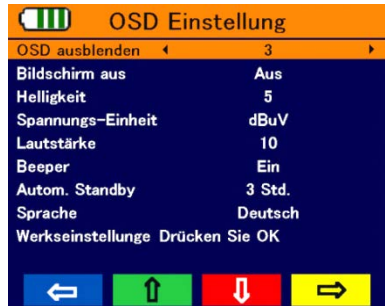 OSD Einstellung
OSD ausblenden 3
Bildschirm aus Aus
Helligkeit 5
Spannungs-Einheit dBuV
Lautstärke 10
Beeper Ein
Autom. Standby 3 Std.
Sprache Deutsch
Werkseinstellunge Drücken Sie OK